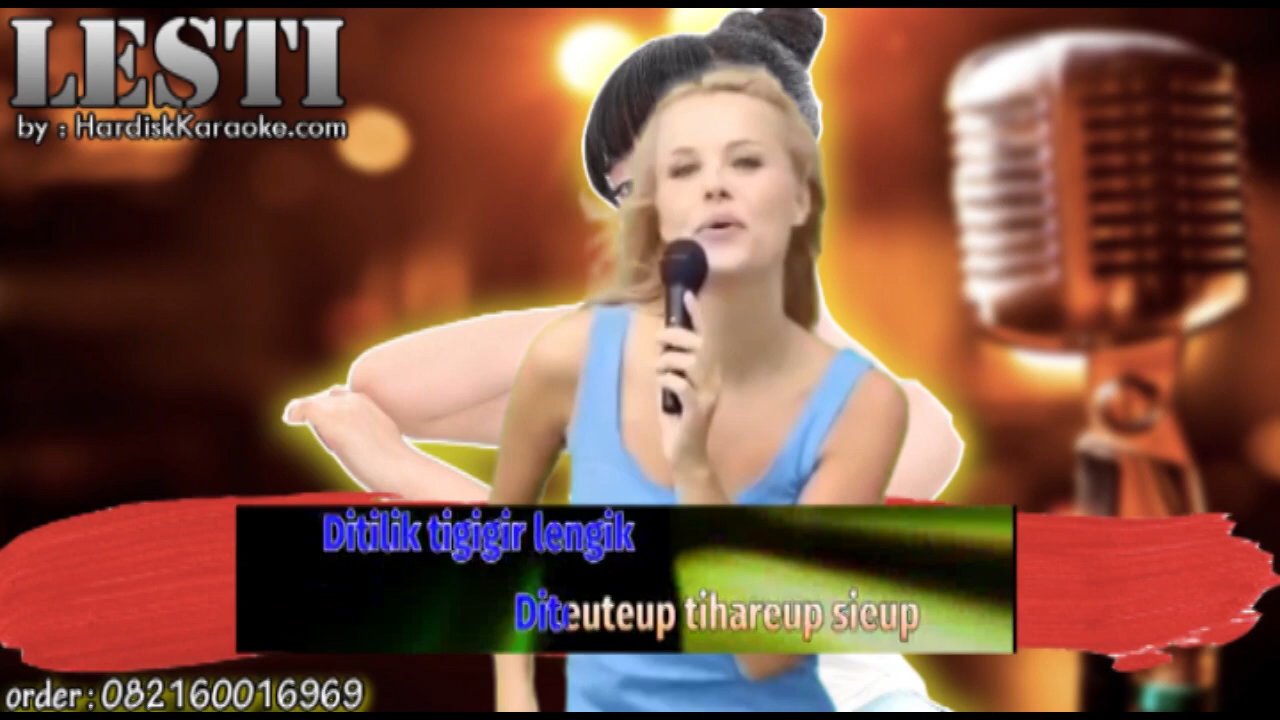 LESTI
by : HardiskKaraoke.com
Ditilik tigigir lengik
Diteuteup tihareup sieup
order : 082160016969